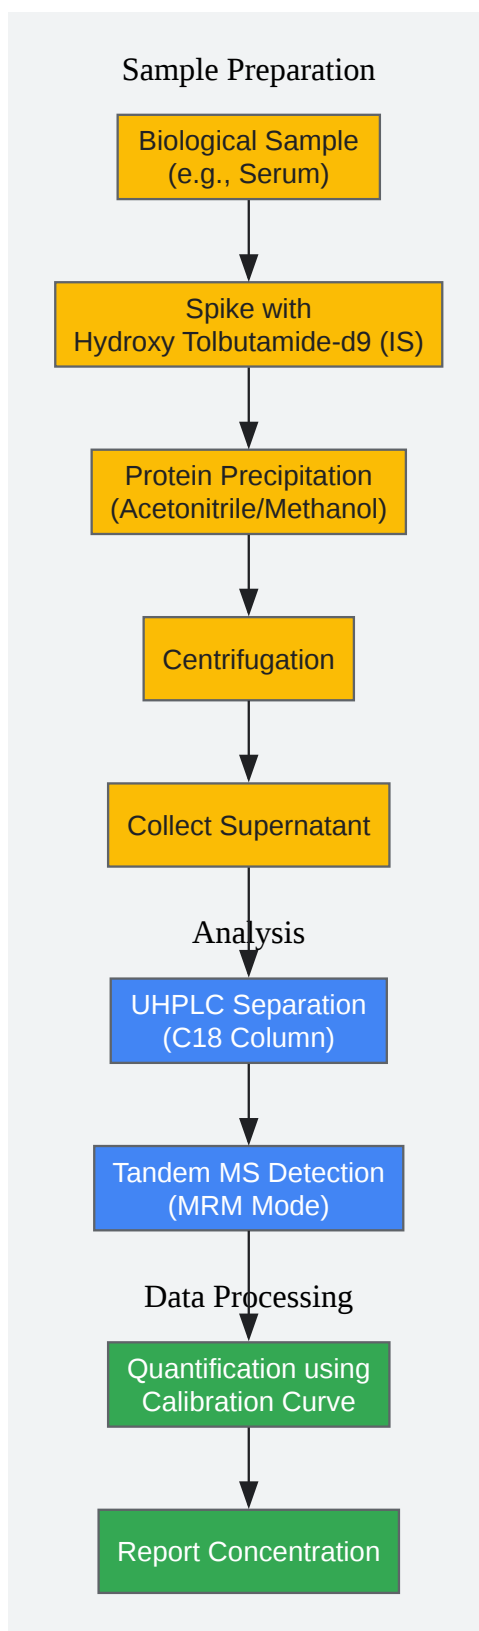 Sample Preparation
Biological Sample
(e.g., Serum)
Spike with
Hydroxy Tolbutamide-d9 (IS)
Protein Precipitation
(Acetonitrile/Methanol)
Centrifugation
Collect Supernatant
Analysis
UHPLC Separation
(C18 Column)
Tandem MS Detection
(MRM Mode)
Data Processing
Quantification using
Calibration Curve
Report Concentration